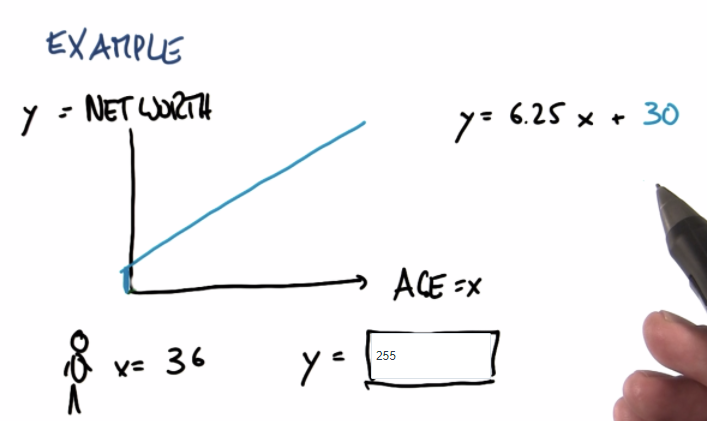 EXAMPLE
y = NET WORTH
y = 6.25 x + 30
AGE = x
x = 36
y = 255